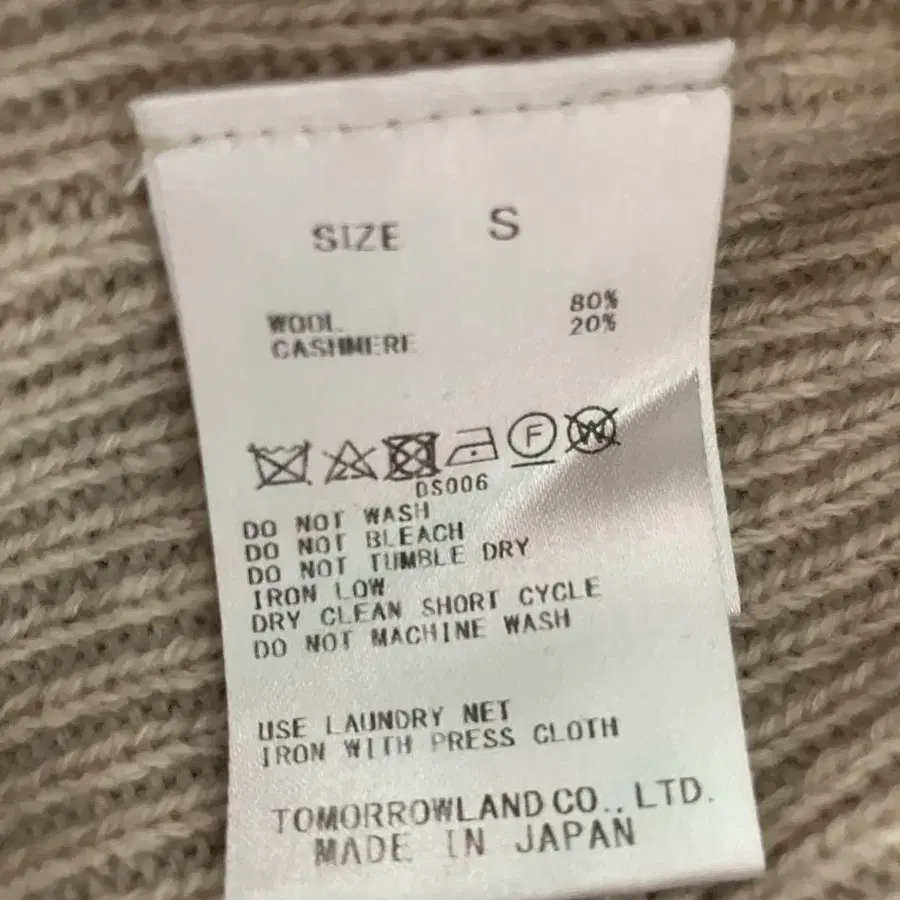 SIZE S
WOOL 80%
CASHMERE 20%
F W
DS006
DO NOT WASH
DO NOT BLEACH
DO NOT TUMBLE DRY
IRON LOW
DRY CLEAN SHORT CYCLE
DO NOT MACHINE WASH
USE LAUNDRY NET
IRON WITH PRESS CLOTH
TOMORROWLAND CO., LTD.
MADE IN JAPAN